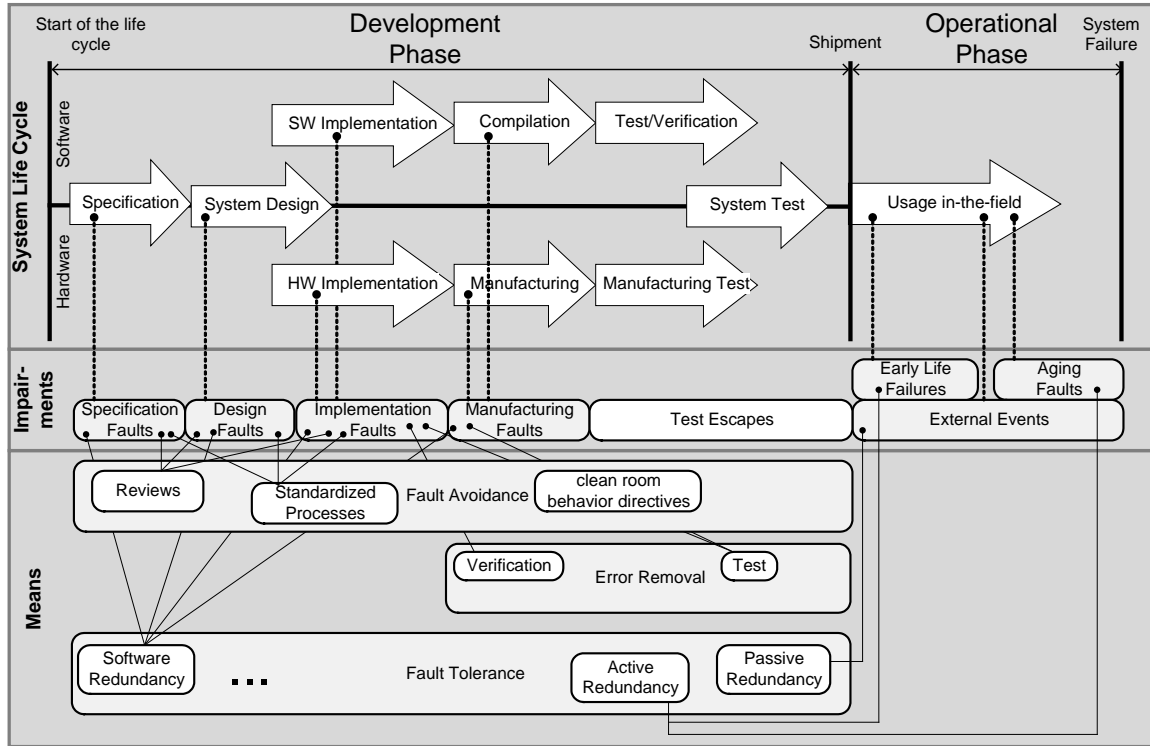 Start of the life
cycle
Development
Phase
Shipment
Operational
Phase
System
Failure
System Life Cycle
Software
Hardware
SW Implementation
Compilation
Test/Verification
Specification
System Design
System Test
Usage in-the-field
HW Implementation
Manufacturing
Manufacturing Test
Impair-
ments
Early Life
Failures
Aging
Faults
Specification
Faults
Design
Faults
Implementation
Faults
Manufacturing
Faults
Test Escapes
External Events
Means
Reviews
Standardized
Processes
Fault Avoidance
clean room
behavior directives
Verification
Error Removal
Test
Software
Redundancy
...
Fault Tolerance
Active
Redundancy
Passive
Redundancy